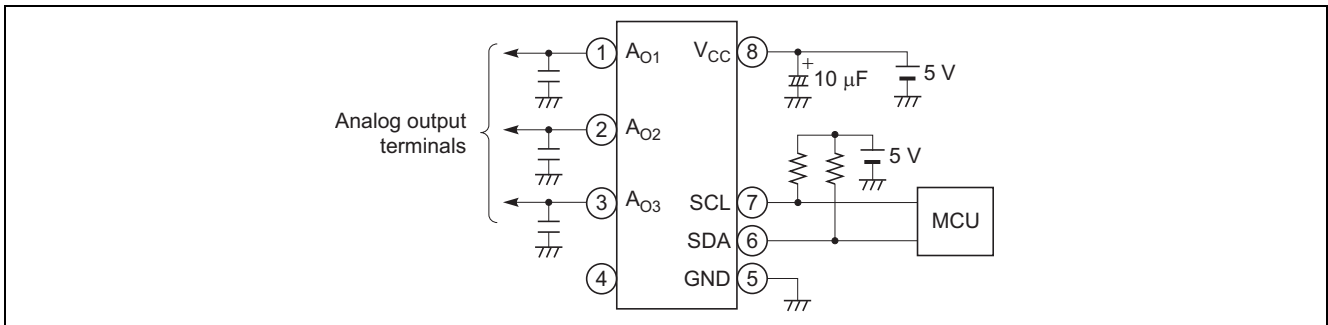 1 AO1 VCC 8
+
10 μF
5 V
Analog output
terminals
2 AO2
5 V
3 AO3 SCL 7
MCU
SDA 6
4 GND 5